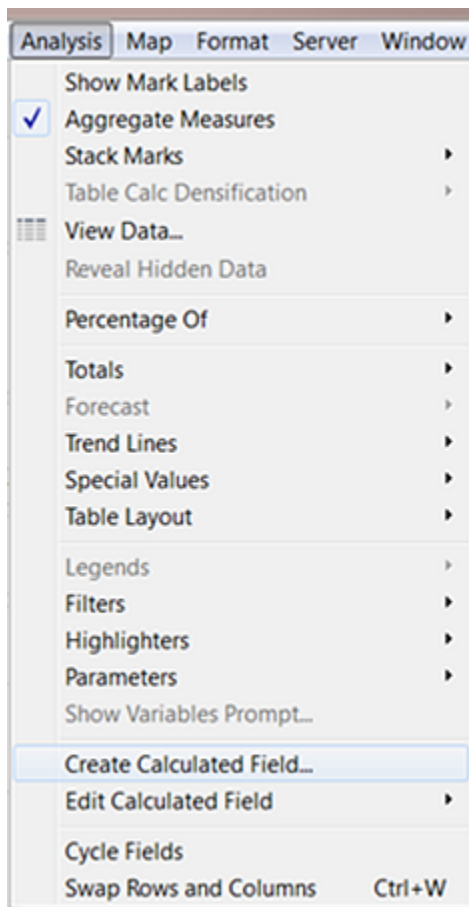 Analysis Map Format Server Window
Show Mark Labels
Aggregate Measures
Stack Marks
Table Calc Densification
View Data...
Reveal Hidden Data
Percentage Of
Totals
Forecast
Trend Lines
Special Values
Table Layout
Legends
Filters
Highlighters
Parameters
Show Variables Prompt...
Create Calculated Field...
Edit Calculated Field
Cycle Fields
Swap Rows and Columns Ctrl+W